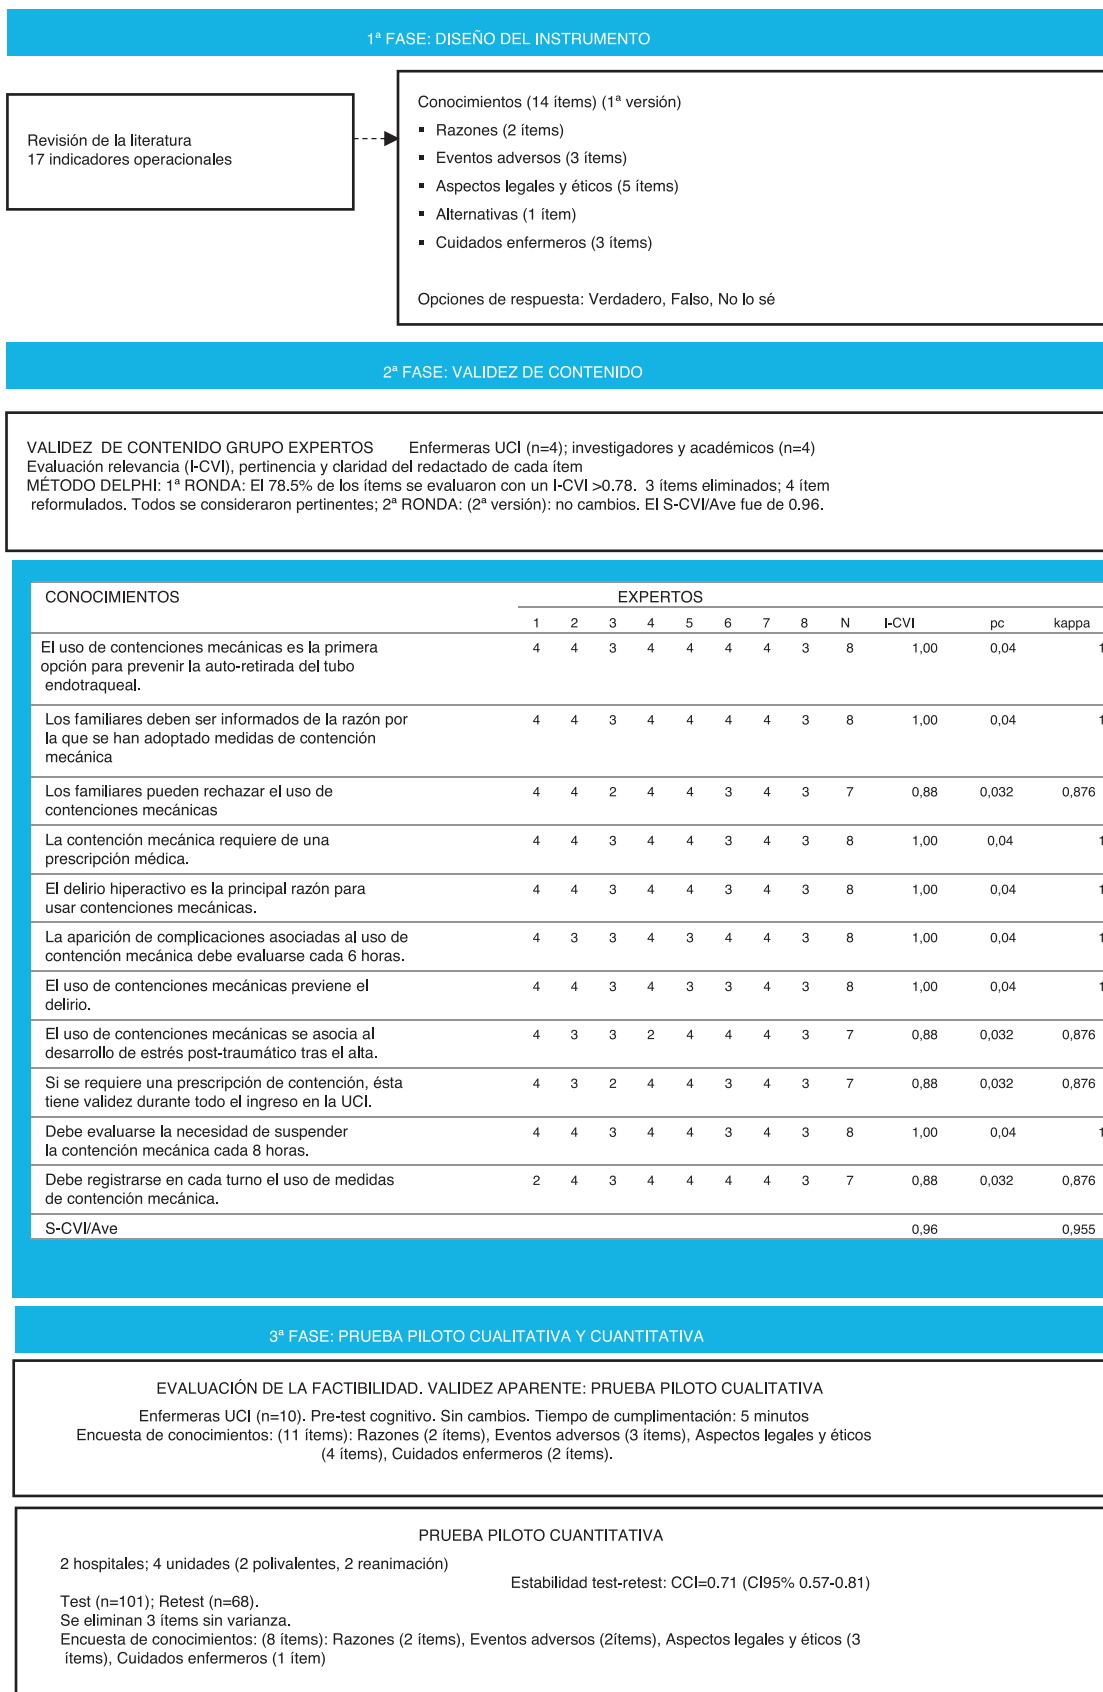 1ª FASE: DISEÑO DEL INSTRUMENTO
Revisión de la literatura
17 indicadores operacionales
Conocimientos (14 ítems) (1ª versión)
▪ Razones (2 ítems)
▪ Eventos adversos (3 ítems)
▪ Aspectos legales y éticos (5 ítems)
▪ Alternativas (1 ítem)
▪ Cuidados enfermeros (3 ítems)
Opciones de respuesta: Verdadero, Falso, No lo sé
2ª FASE: VALIDEZ DE CONTENIDO
VALIDEZ DE CONTENIDO GRUPO EXPERTOS Enfermeras UCI (n=4); investigadores y académicos (n=4)
Evaluación relevancia (I-CVI), pertinencia y claridad del redactado de cada ítem
MÉTODO DELPHI: 1ª RONDA: El 78.5% de los ítems se evaluaron con un I-CVI >0.78. 3 ítems eliminados; 4 ítem
reformulados. Todos se consideraron pertinentes; 2ª RONDA: (2ª versión): no cambios. El S-CVI/Ave fue de 0.96.
CONOCIMIENTOS EXPERTOS
1 2 3 4 5 6 7 8 N I-CVI pc kappa
El uso de contenciones mecánicas es la primera 4 4 3 4 4 4 4 3 8 1,00 0,04 1
opción para prevenir la auto-retirada del tubo
endotraqueal.
Los familiares deben ser informados de la razón por 4 4 3 4 4 4 4 3 8 1,00 0,04 1
la que se han adoptado medidas de contención
mecánica
Los familiares pueden rechazar el uso de 4 4 2 4 4 3 4 3 7 0,88 0,032 0,876
contenciones mecánicas
La contención mecánica requiere de una 4 4 3 4 4 3 4 3 8 1,00 0,04 1
prescripción médica.
El delirio hiperactivo es la principal razón para 4 4 3 4 4 3 4 3 8 1,00 0,04 1
usar contenciones mecánicas.
La aparición de complicaciones asociadas al uso de 4 3 3 4 3 4 4 3 8 1,00 0,04 1
contención mecánica debe evaluarse cada 6 horas.
El uso de contenciones mecánicas previene el 4 4 3 4 3 3 4 3 8 1,00 0,04 1
delirio.
El uso de contenciones mecánicas se asocia al 4 3 3 2 4 4 4 3 7 0,88 0,032 0,876
desarrollo de estrés post-traumático tras el alta.
Si se requiere una prescripción de contención, ésta 4 3 2 4 4 3 4 3 7 0,88 0,032 0,876
tiene validez durante todo el ingreso en la UCI.
Debe evaluarse la necesidad de suspender 4 4 3 4 4 3 4 3 8 1,00 0,04 1
la contención mecánica cada 8 horas.
Debe registrarse en cada turno el uso de medidas 2 4 3 4 4 4 4 3 7 0,88 0,032 0,876
de contención mecánica.
S-CVI/Ave 0,96 0,955
3ª FASE: PRUEBA PILOTO CUALITATIVA Y CUANTITATIVA
EVALUACIÓN DE LA FACTIBILIDAD. VALIDEZ APARENTE: PRUEBA PILOTO CUALITATIVA
Enfermeras UCI (n=10). Pre-test cognitivo. Sin cambios. Tiempo de cumplimentación: 5 minutos
Encuesta de conocimientos: (11 ítems): Razones (2 ítems), Eventos adversos (3 ítems), Aspectos legales y éticos
(4 ítems), Cuidados enfermeros (2 ítems).
PRUEBA PILOTO CUANTITATIVA
2 hospitales; 4 unidades (2 polivalentes, 2 reanimación)
Estabilidad test-retest: CCI=0.71 (CI95% 0.57-0.81)
Test (n=101); Retest (n=68).
Se eliminan 3 ítems sin varianza.
Encuesta de conocimientos: (8 ítems): Razones (2 ítems), Eventos adversos (2ítems), Aspectos legales y éticos (3
ítems), Cuidados enfermeros (1 ítem)